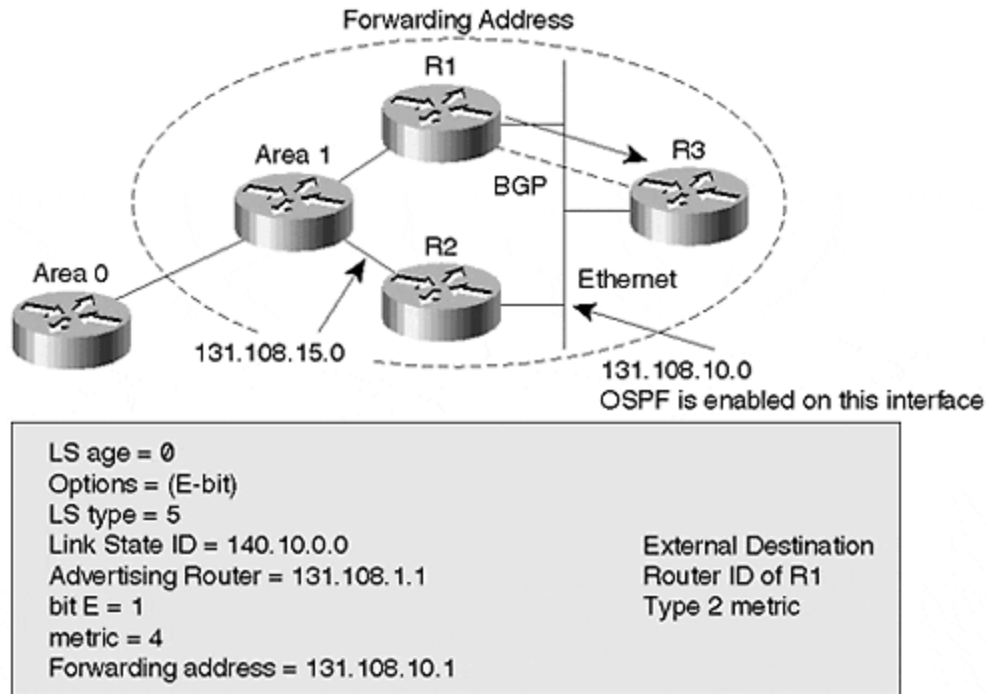 Forwarding Address
R1
Area 1
R3
BGP
R2
Area 0
Ethernet
131.108.15.0
131.108.10.0
OSPF is enabled on this interface
LS age = 0
Options = (E-bit)
LS type = 5
Link State ID = 140.10.0.0 External Destination
Advertising Router = 131.108.1.1 Router ID of R1
bit E = 1 Type 2 metric
metric = 4
Forwarding address = 131.108.10.1